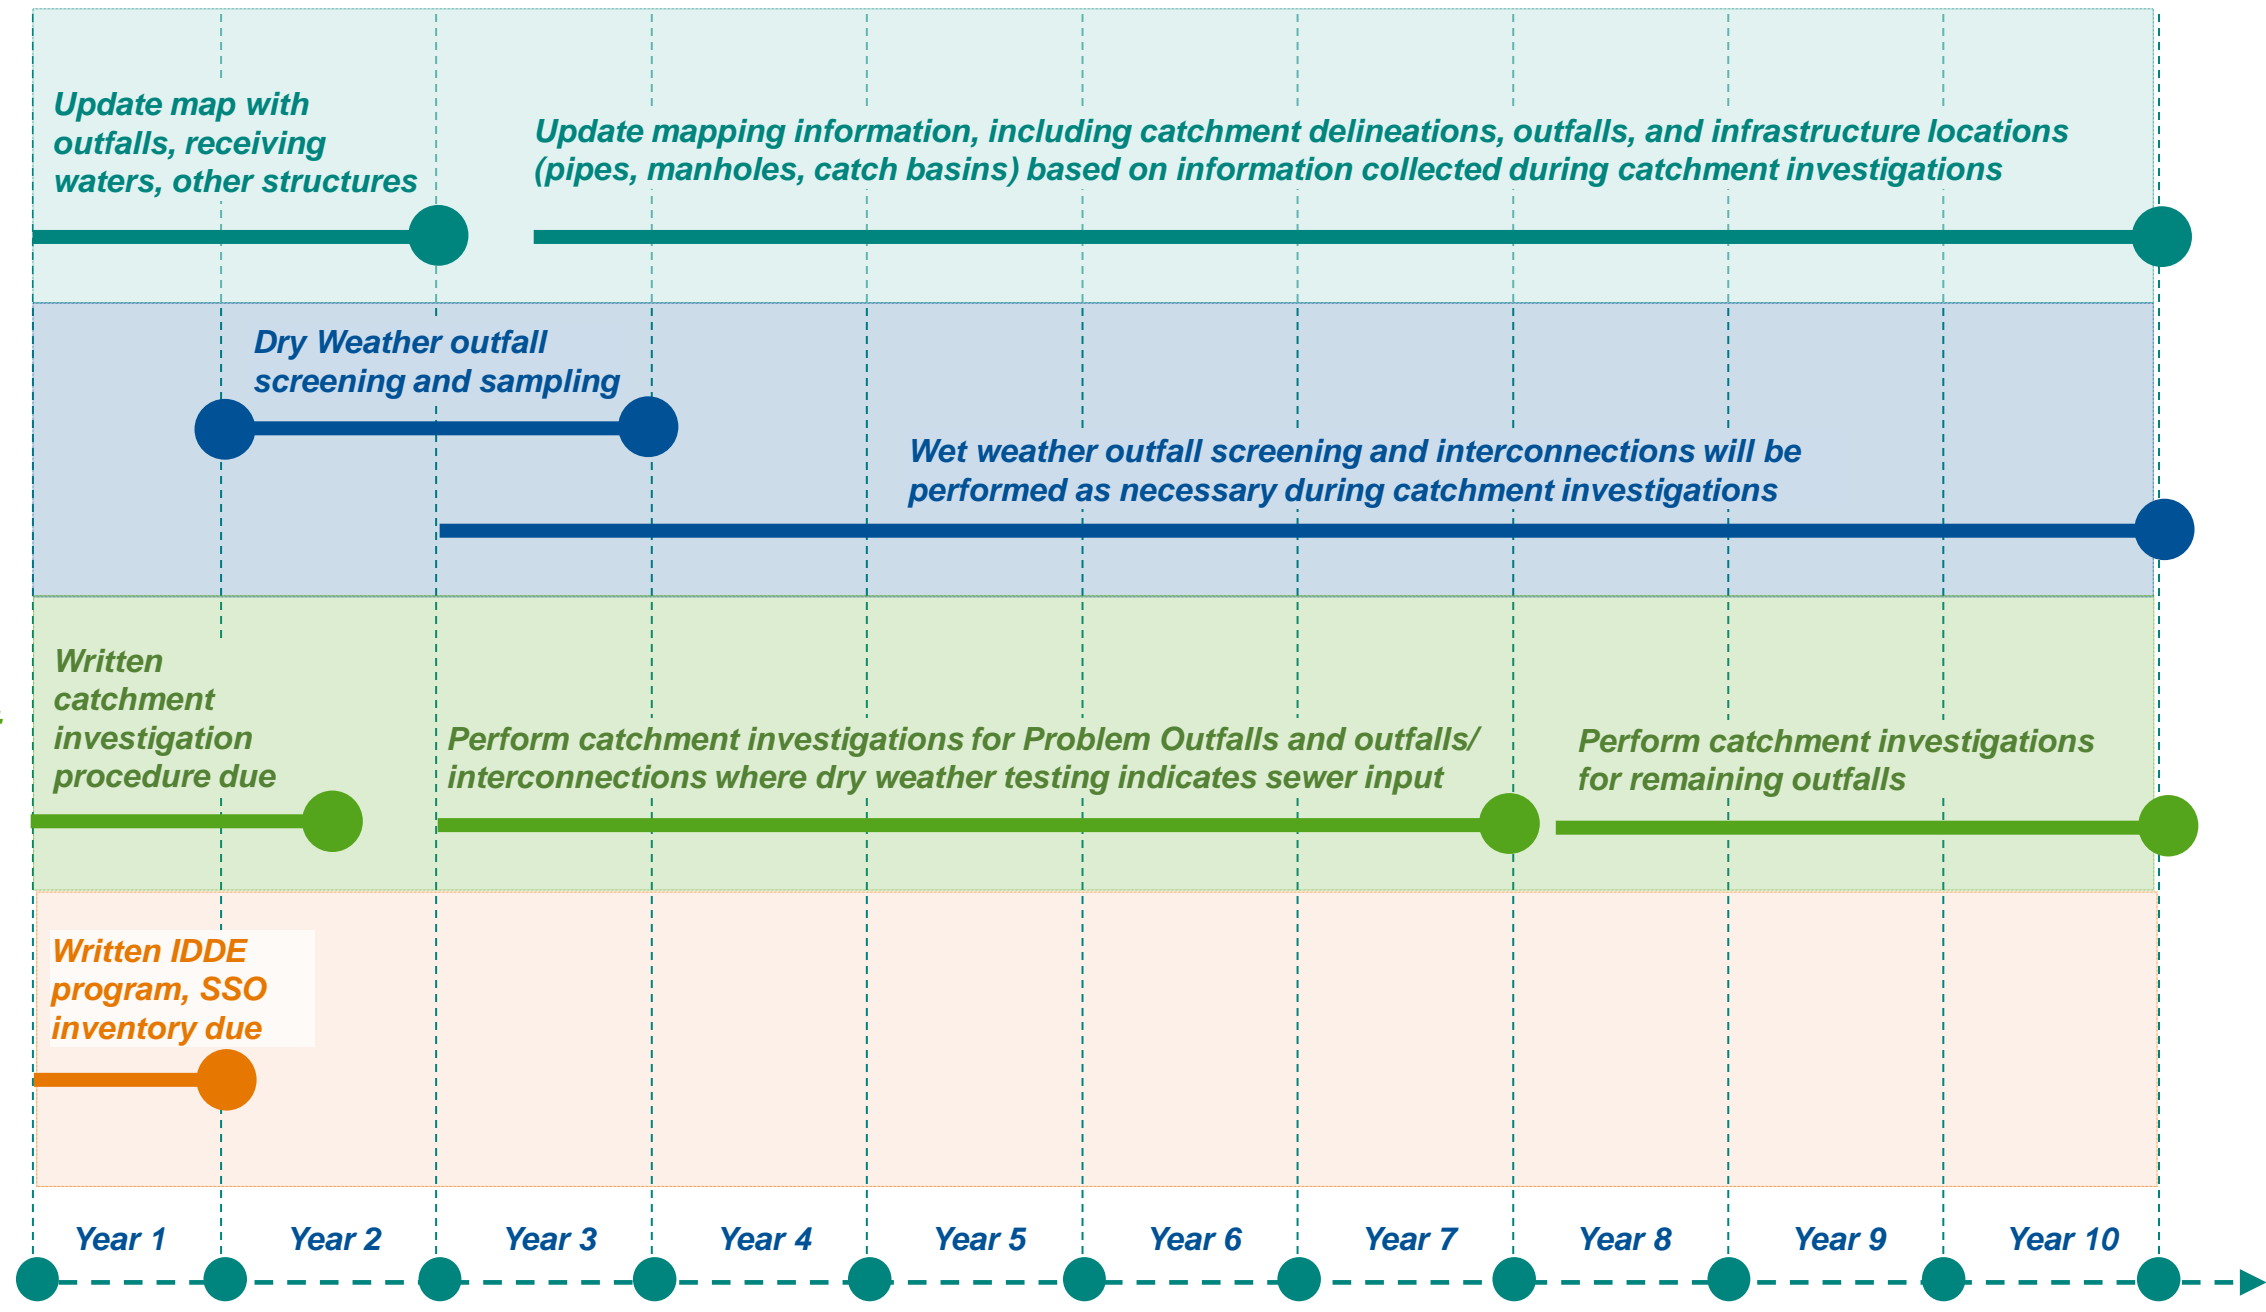 Update map with
outfalls, receiving
waters, other structures
Update mapping information, including catchment delineations, outfalls, and infrastructure locations
(pipes, manholes, catch basins) based on information collected during catchment investigations
Dry Weather outfall
screening and sampling
Wet weather outfall screening and interconnections will be
performed as necessary during catchment investigations
Written
catchment
investigation
procedure due
Perform catchment investigations for Problem Outfalls and outfalls/
interconnections where dry weather testing indicates sewer input
Perform catchment investigations
for remaining outfalls
Written IDDE
program, SSO
inventory due
Year 1 Year 2 Year 3 Year 4 Year 5 Year 6 Year 7 Year 8 Year 9 Year 10